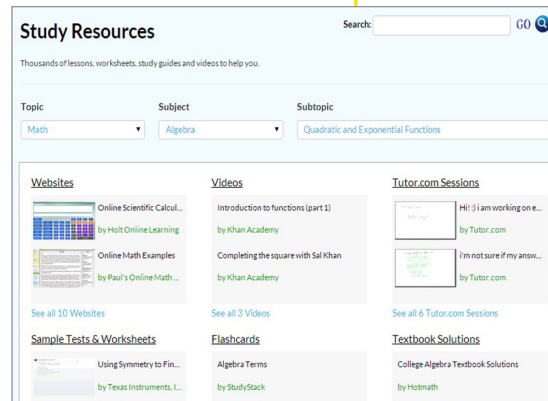 Study Resources
Search:
GO
Thousands of lessons, worksheets, study guides and videos to help you.
Topic
Subject
Subtopic
Math
Algebra
Quadratic and Exponential Functions
Websites
Online Scientific Calcul...
by Holt Online Learning
Online Math Examples
by Paul's Online Math ...
See all 10 Websites
Videos
Introduction to functions (part 1)
by Khan Academy
Completing the square with Sal Khan
by Khan Academy
See all 3 Videos
Tutor.com Sessions
Hi! :) i am working on e...
by Tutor.com
i'm not sure if my answ...
by Tutor.com
See all 6 Tutor.com Sessions
Sample Tests & Worksheets
Using Symmetry to Fin...
by Texas Instruments, I...
Flashcards
Algebra Terms
by StudyStack
Textbook Solutions
College Algebra Textbook Solutions
by Hotmath